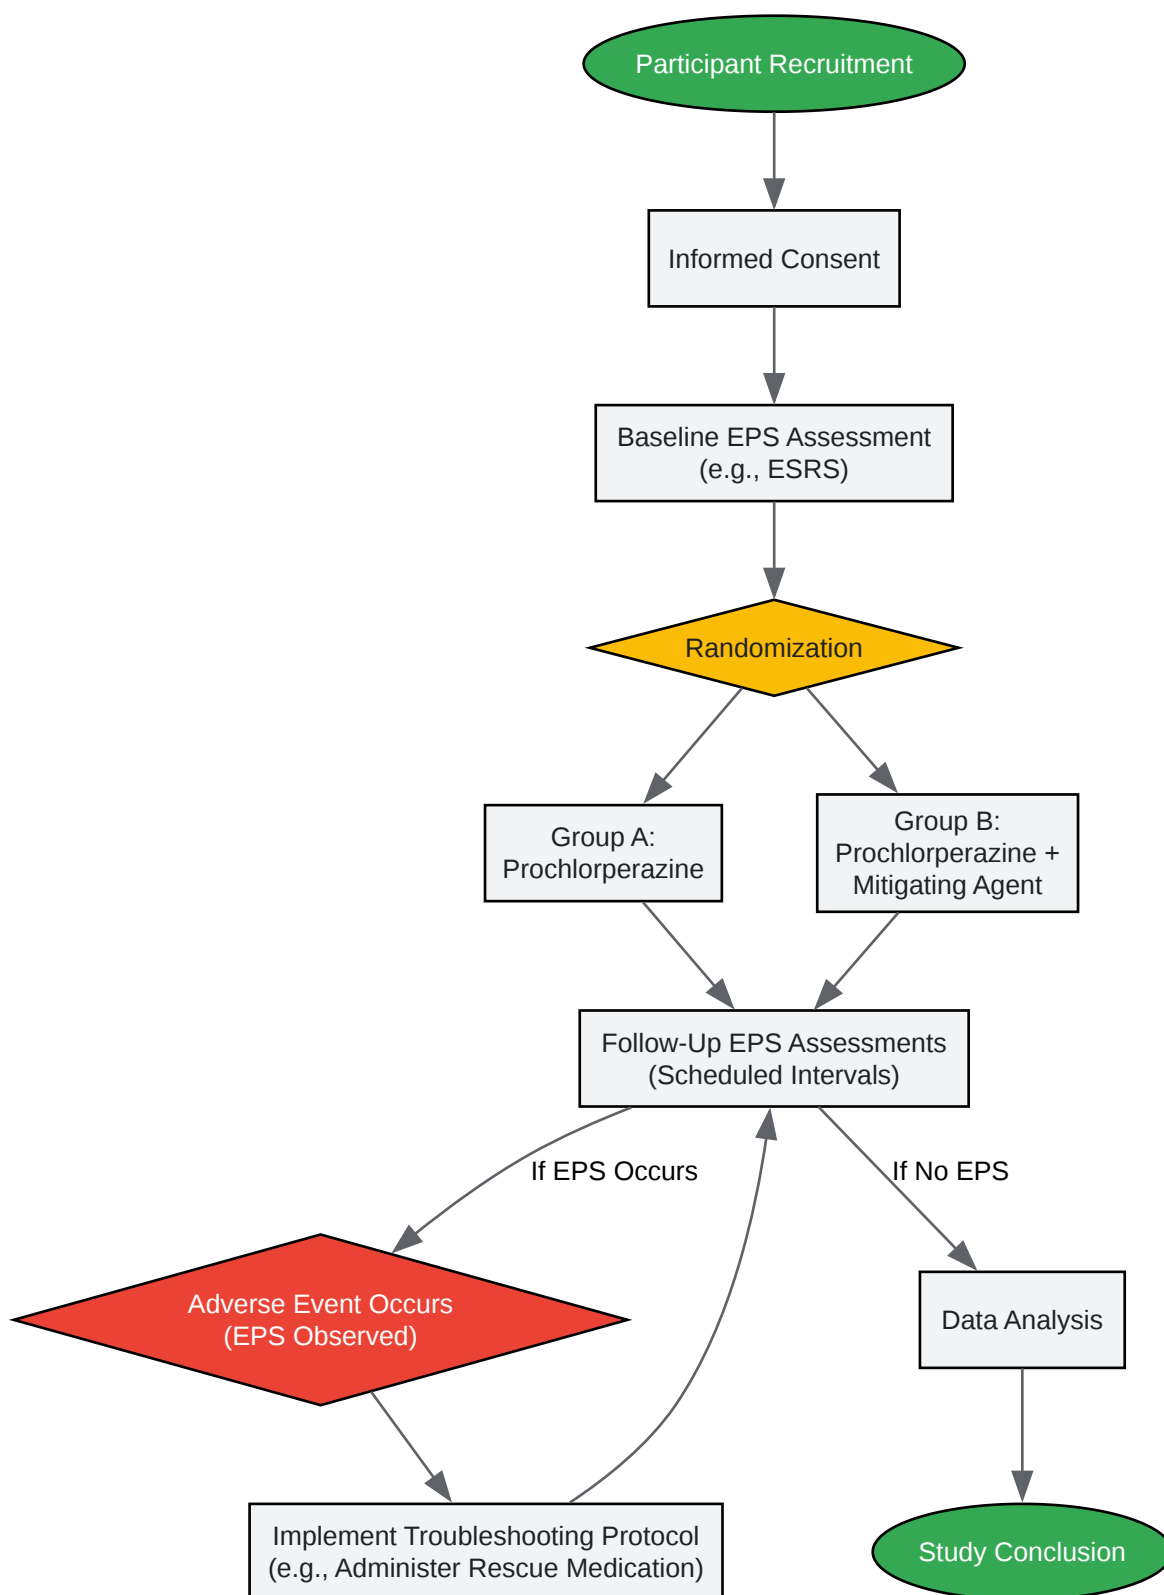 Participant Recruitment
Informed Consent
Baseline EPS Assessment
(e.g., ESRS)
Randomization
Group A:
Prochlorperazine
Group B:
Prochlorperazine +
Mitigating Agent
Follow-Up EPS Assessments
(Scheduled Intervals)
If EPS Occurs
If No EPS
Adverse Event Occurs
(EPS Observed)
Data Analysis
Implement Troubleshooting Protocol
(e.g., Administer Rescue Medication)
Study Conclusion